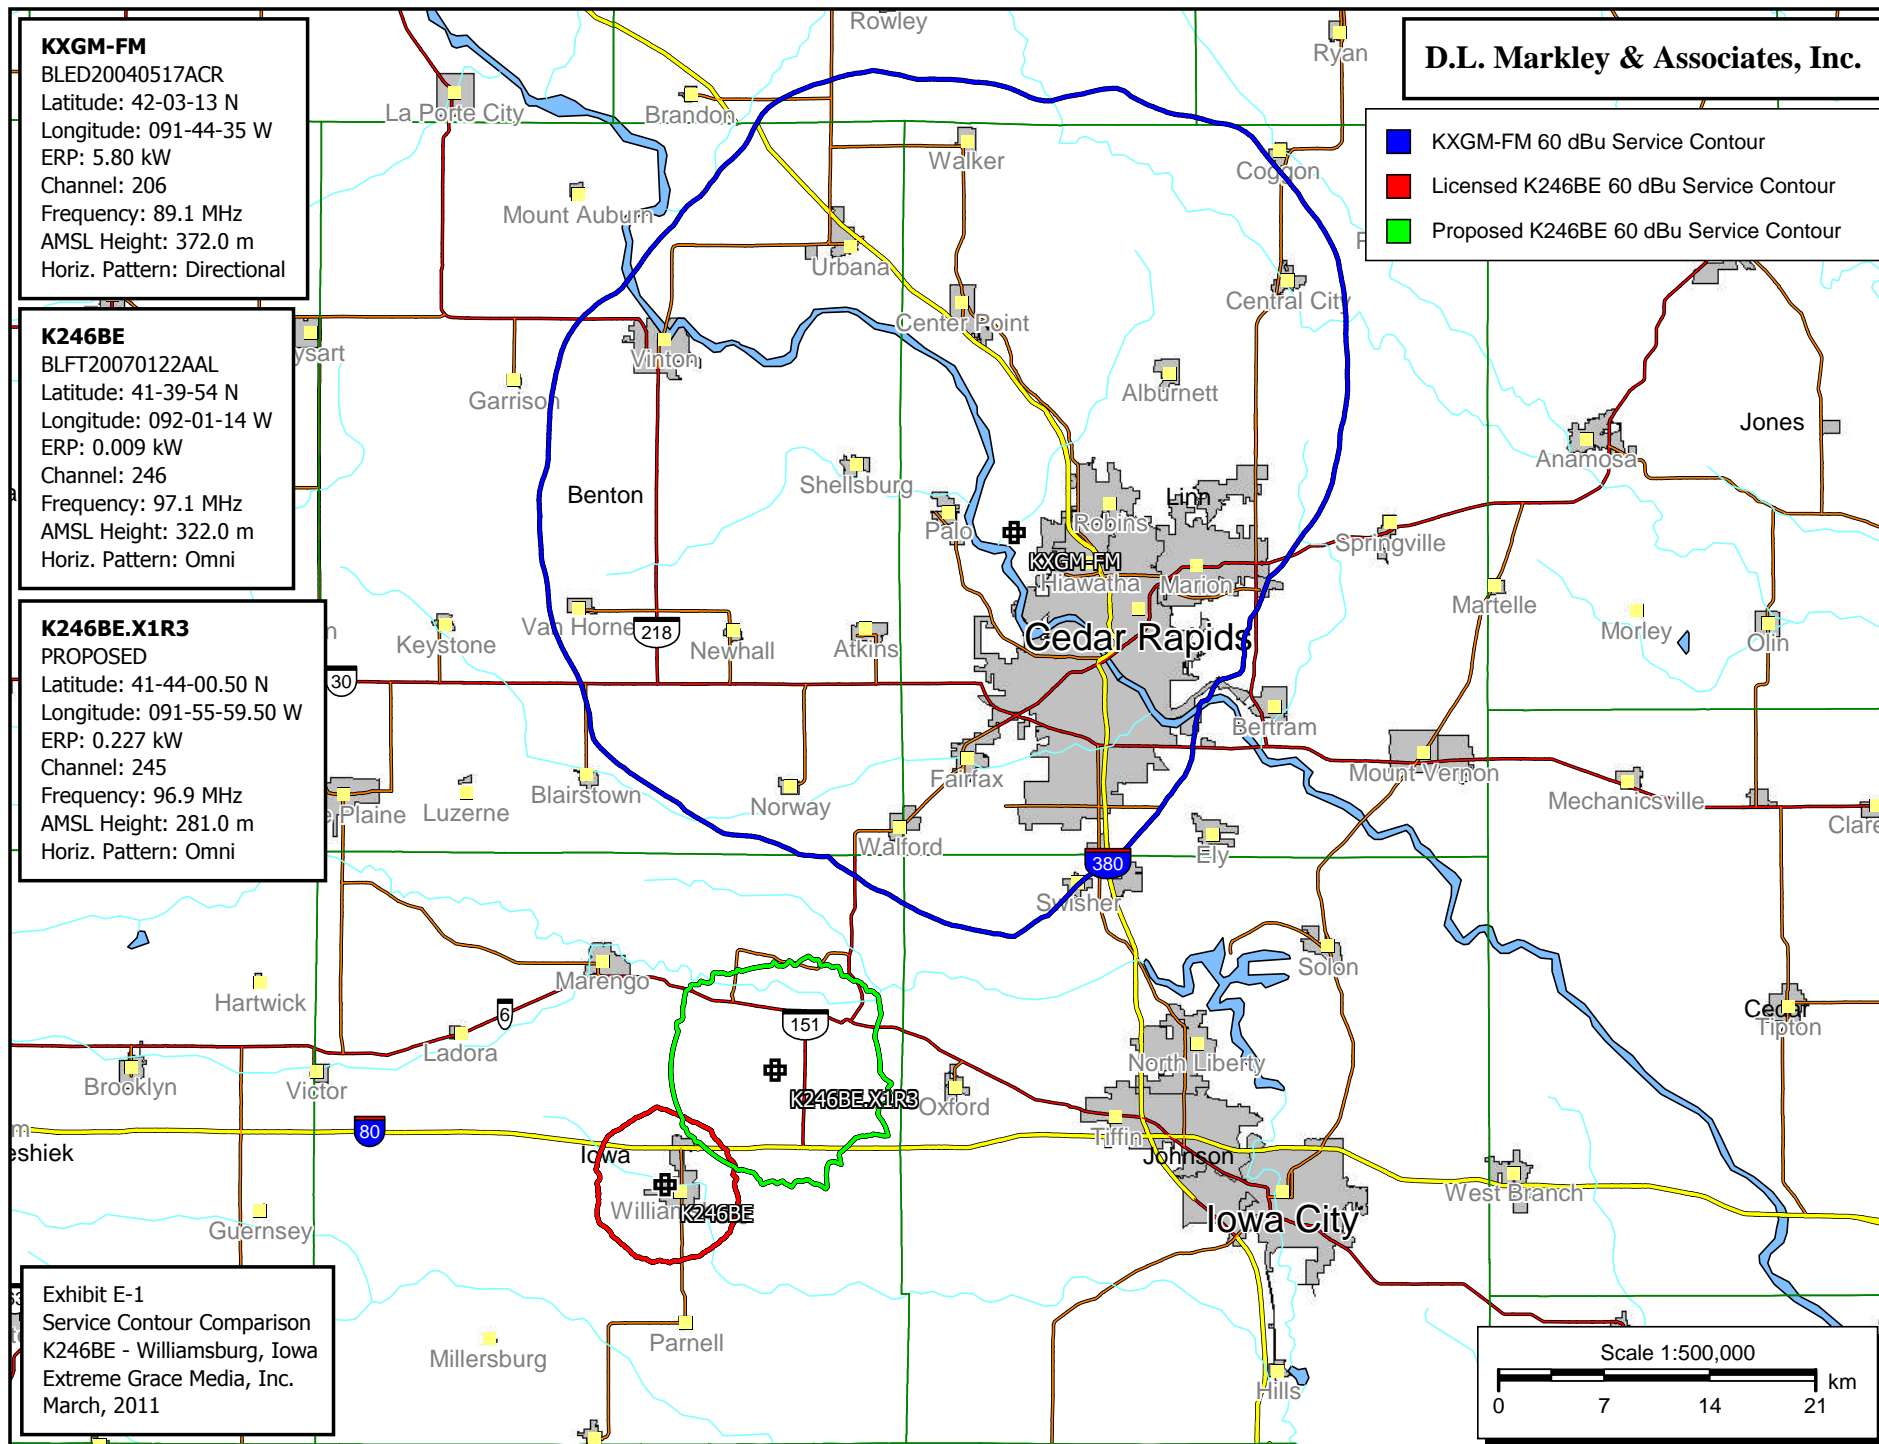 KXGM-FM
BLED20040517ACR
Latitude: 42-03-13 N
Longitude: 091-44-35 W
ERP: 5.80 kW
Channel: 206
Frequency: 89.1 MHz
AMSL Height: 372.0 m
Horiz. Pattern: Directional
K246BE
BLFT20070122AAL
Latitude: 41-39-54 N
Longitude: 092-01-14 W
ERP: 0.009 kW
Channel: 246
Frequency: 97.1 MHz
AMSL Height: 322.0 m
Horiz. Pattern: Omni
K246BE.X1R3
PROPOSED
Latitude: 41-44-00.50 N
Longitude: 091-55-59.50 W
ERP: 0.227 kW
Channel: 245
Frequency: 96.9 MHz
AMSL Height: 281.0 m
Horiz. Pattern: Omni
Exhibit E-1
Service Contour Comparison
K246BE - Williamsburg, Iowa
Extreme Grace Media, Inc.
March, 2011
D.L. Markley & Associates, Inc.
KXGM-FM 60 dBu Service Contour
Licensed K246BE 60 dBu Service Contour
Proposed K246BE 60 dBu Service Contour
Rowley
Ryan
La Porte City
Brandon
Walker
Coggon
Mount Auburn
Urbana
Central City
Center Point
ysart
Vinton
Garrison
Alburnett
Jones
Anamosa
Benton
Shellsburg
Linn
Palo
Robins
Springville
KXGM-FM
Hiawatha
Marion
Martelle
Morley
Olin
Keystone
Van Horne
218
Newhall
Atkins
Cedar Rapids
30
Bertram
Fairfax
Mount Vernon
Blairstown
Norway
Mechanicsville
Plaine
Luzerne
Walford
Ely
Clare
380
Swisher
Solon
Marengo
Hartwick
6
151
Cedar
Tipton
Ladora
North Liberty
Brooklyn
Victor
K246BE.X1R3
Oxford
80
Tiffin
eshiek
Iowa
Johnson
West Branch
William
K246BE
Iowa City
Guernsey
Parnell
Millersburg
Hills
Scale 1:500,000
km
0 7 14 21